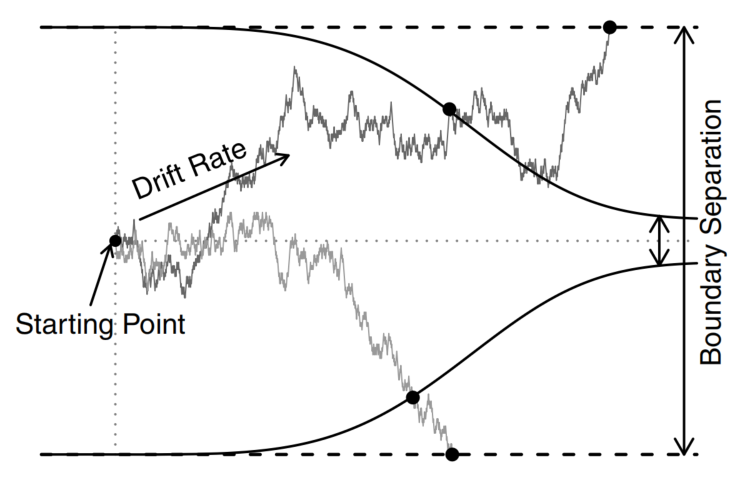 Drift Rate
Starting Point
Boundary Separation